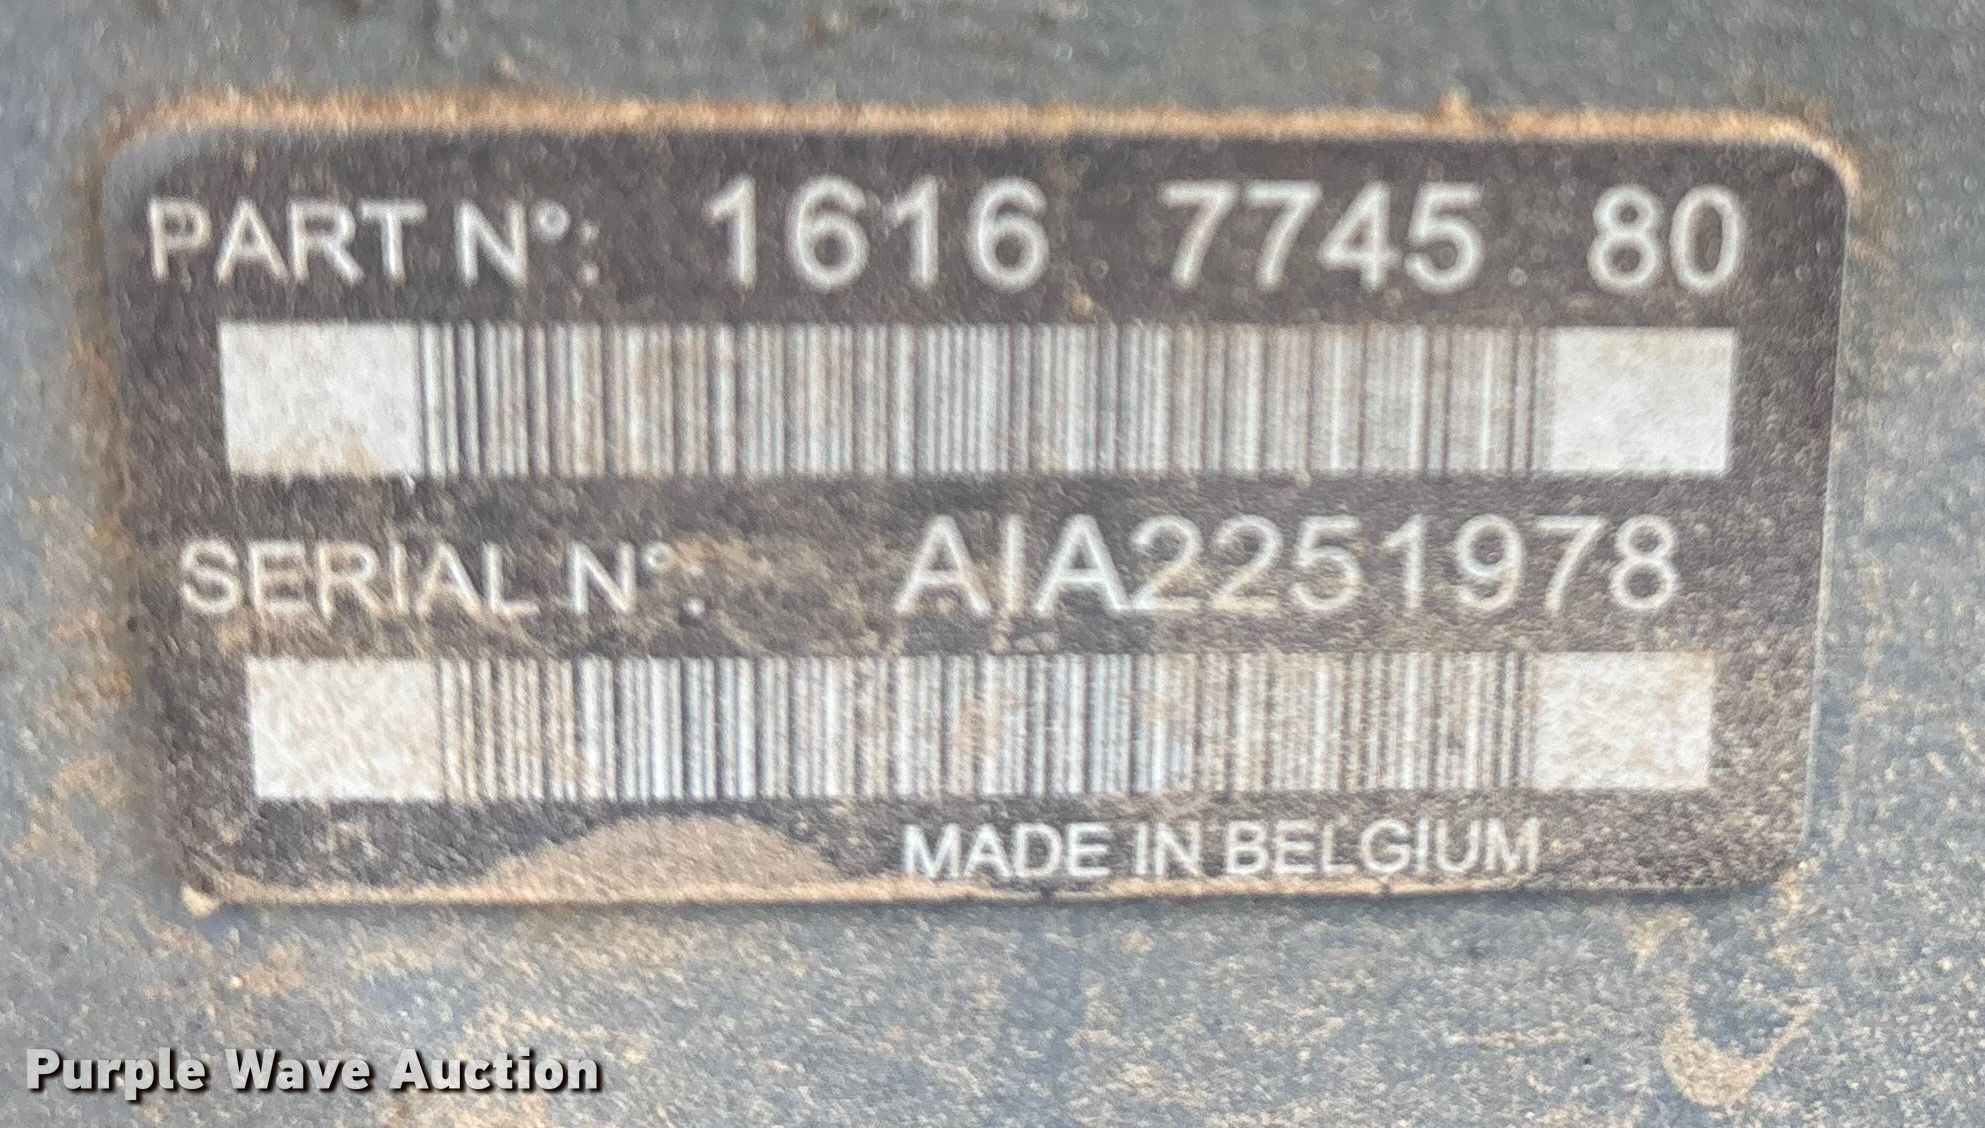 PART N°: 1616 7745 80
SERIAL N°: AIA2251978
MADE IN BELGIUM
Purple Wave Auction